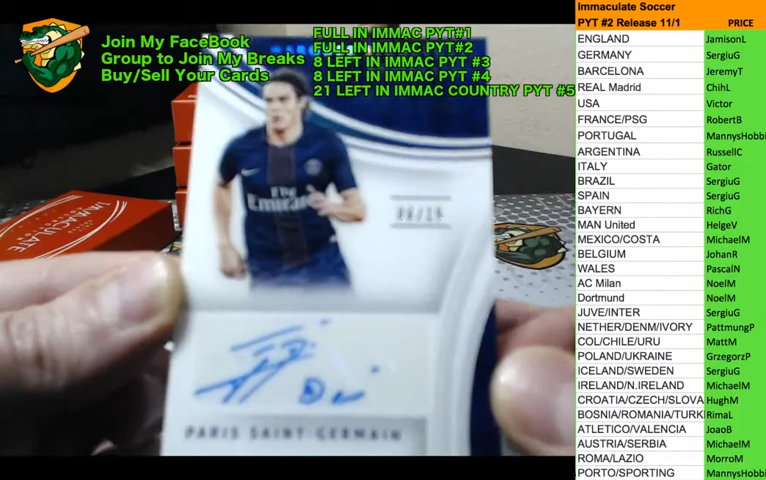 Join My FaceBook
Group to Join My Breaks
Buy/Sell Your Cards
FULL IN IMMAC PYT#1
FULL IN IMMAC PYT#2
8 LEFT IN IMMAC PYT #3
8 LEFT IN IMMAC PYT #4
21 LEFT IN IMMAC COUNTRY PYT #5
Fly
Emirates
PARIS SAINT-GERMAIN
IMMACULATE
Immaculate Soccer
PYT #2 Release 11/1 PRICE
ENGLAND JamisonL
GERMANY SergiuG
BARCELONA JeremyT
REAL Madrid ChihL
USA Victor
FRANCE/PSG RobertB
PORTUGAL MannysHobbi
ARGENTINA RussellC
ITALY Gator
BRAZIL SergiuG
SPAIN SergiuG
BAYERN RichG
MAN United HelgeV
MEXICO/COSTA MichaelM
BELGIUM JohanR
WALES PascalN
AC Milan NoelM
Dortmund NoelM
JUVE/INTER SergiuG
NETHER/DENM/IVORY PattmungP
COL/CHILE/URU MattM
POLAND/UKRAINE GrzegorzP
ICELAND/SWEDEN SergiuG
IRELAND/N.IRELAND MichaelM
CROATIA/CZECH/SLOVA HughM
BOSNIA/ROMANIA/TURK RimaL
ATLETICO/VALENCIA JoaoB
AUSTRIA/SERBIA MichaelM
ROMA/LAZIO MorroM
PORTO/SPORTING MannysHobbi